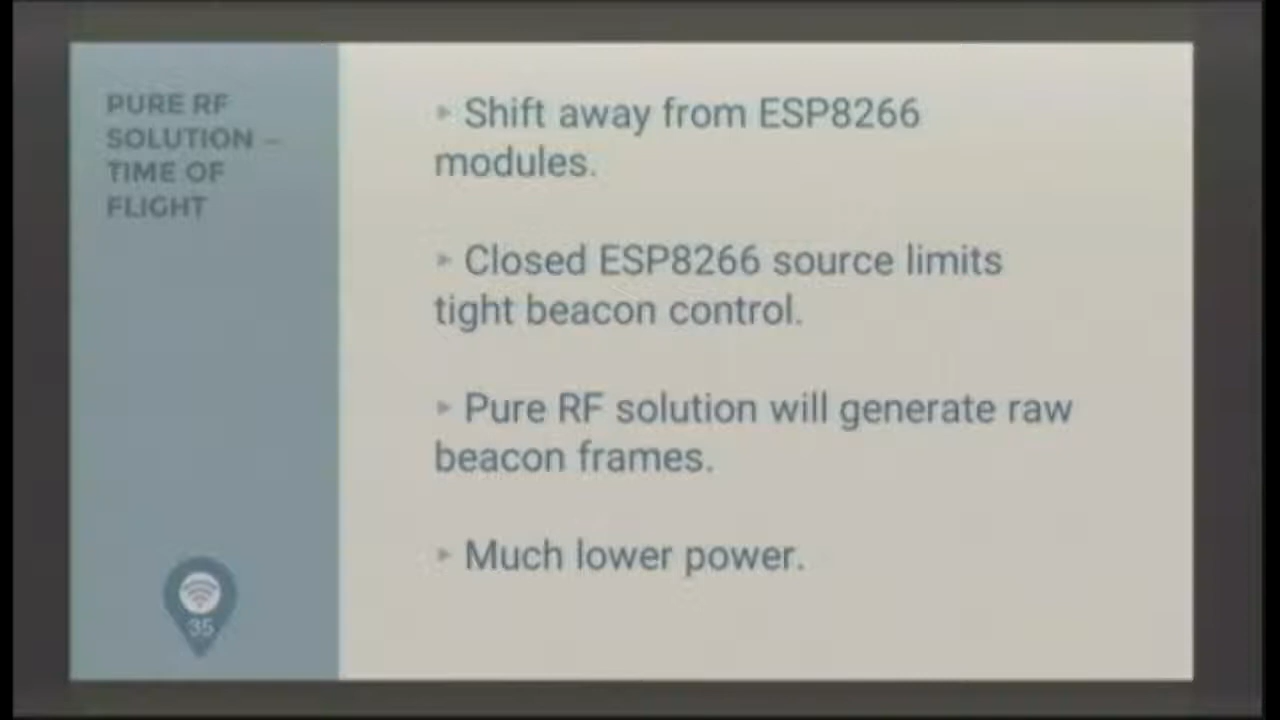 PURE RF
SOLUTION –
TIME OF
FLIGHT
▸ Shift away from ESP8266
modules.
▸ Closed ESP8266 source limits
tight beacon control.
▸ Pure RF solution will generate raw
beacon frames.
▸ Much lower power.
35